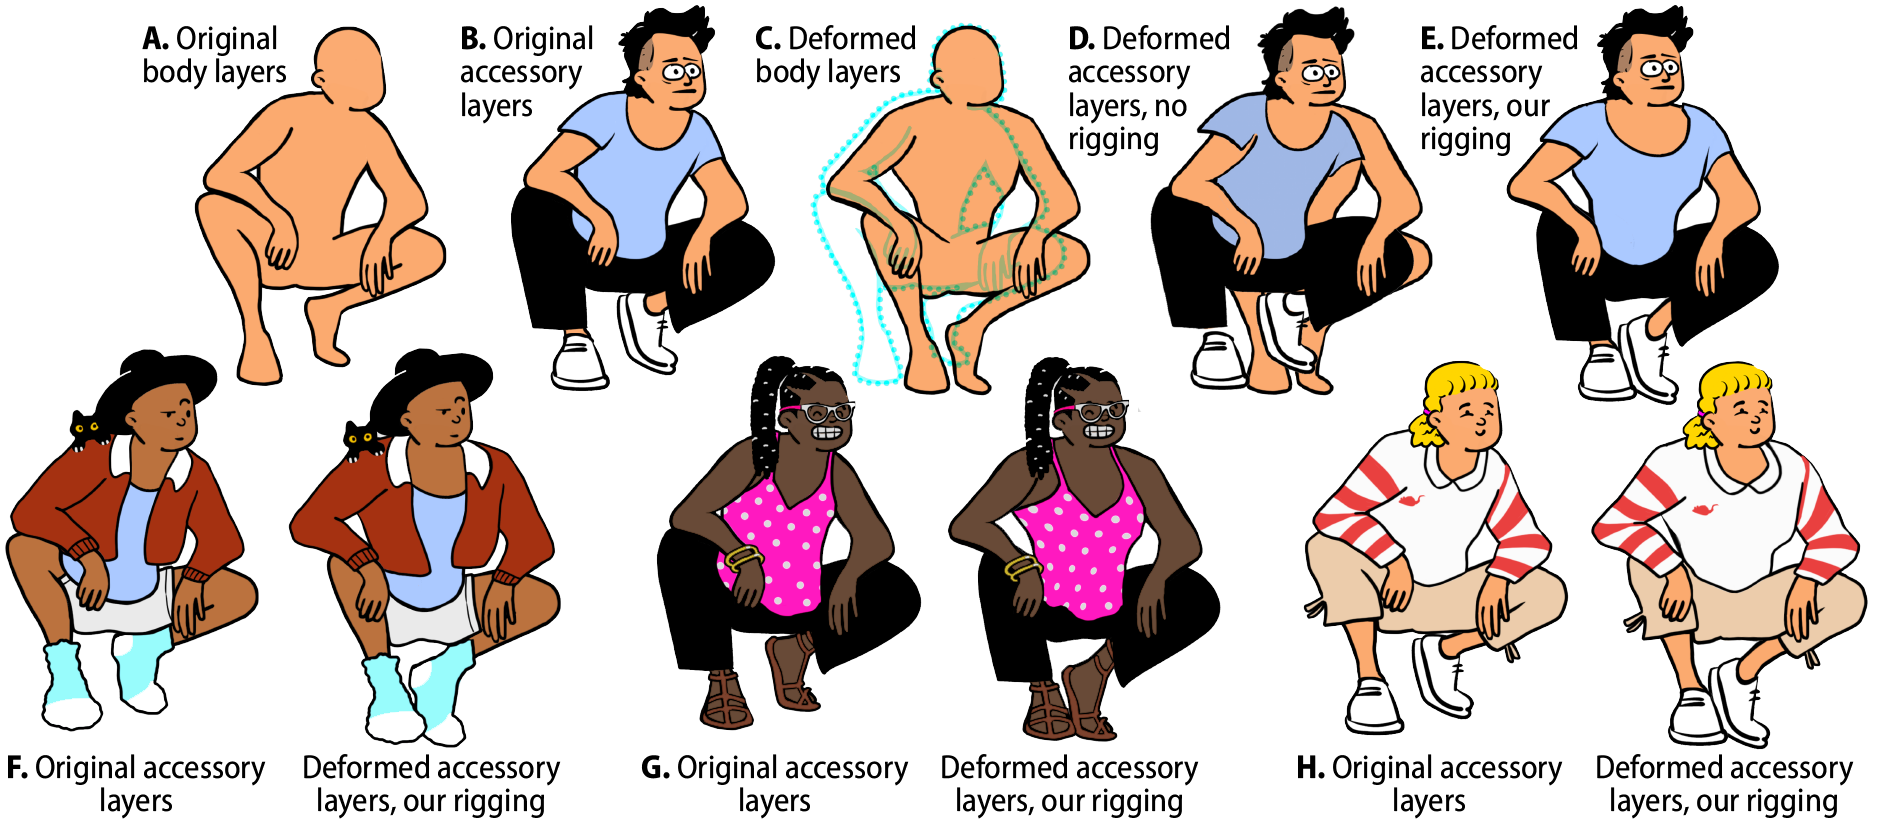 A. Original
body layers
B. Original
accessory
layers
C. Deformed
body layers
D. Deformed
accessory
layers, no
rigging
E. Deformed
accessory
layers, our
rigging
F. Original accessory
layers
Deformed accessory
layers, our rigging
G. Original accessory
layers
Deformed accessory
layers, our rigging
H. Original accessory
layers
Deformed accessory
layers, our rigging